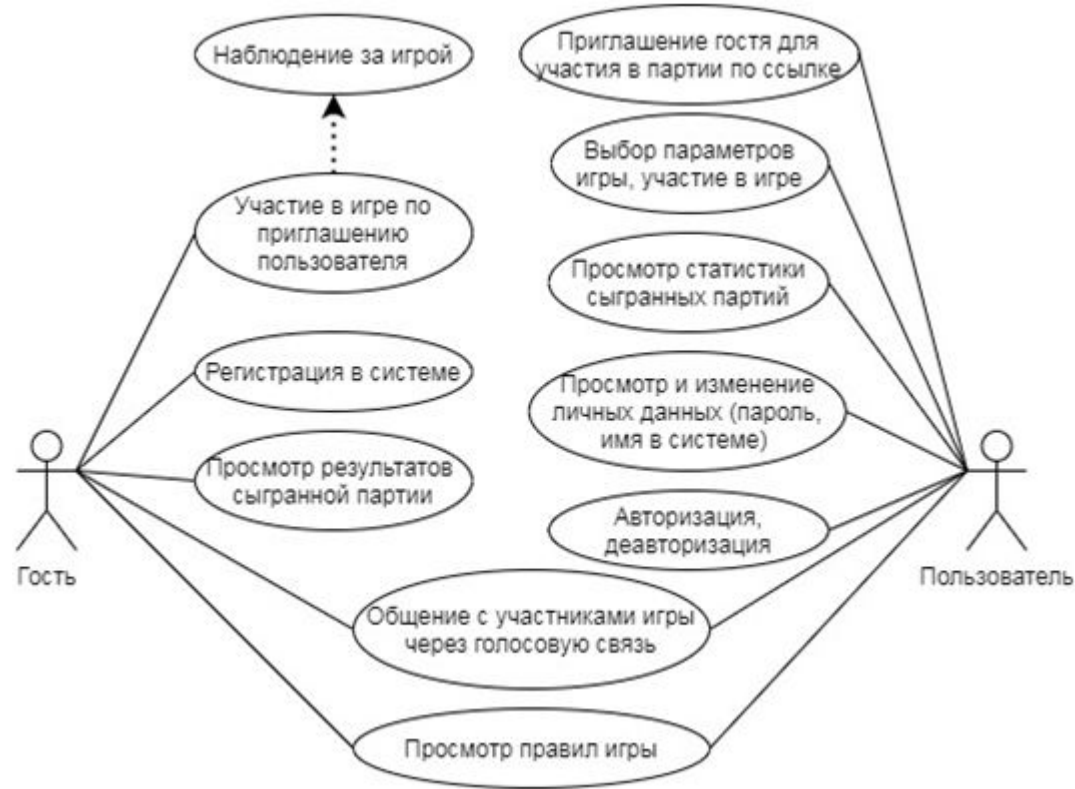 Наблюдение за игрой
Приглашение гостя для
участия в партии по ссылке
Выбор параметров
игры, участие в игре
Участие в игре по
приглашению
пользователя
Просмотр статистики
сыгранных партий
Регистрация в системе
Просмотр и изменение
личных данных (пароль,
имя в системе)
Просмотр результатов
сыгранной партии
Авторизация,
деавторизация
Гость
Пользователь
Общение с участниками игры
через голосовую связь
Просмотр правил игры